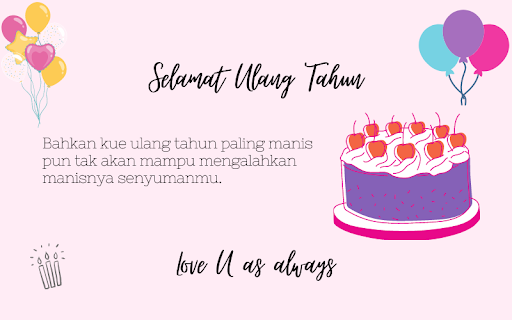 Selamat Ulang Tahun
Bahkan kue ulang tahun paling manis
pun tak akan mampu mengalahkan
manisnya senyumanmu.
Love U as always